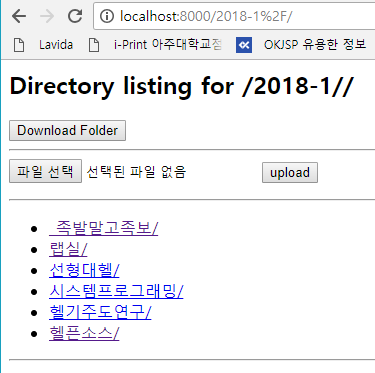 localhost:8000/2018-1%2F/
Lavida i-Print 아주대학교점 OKJSP 유용한 정보
Directory listing for /2018-1//
Download Folder
파일 선택 선택된 파일 없음 upload
_족발말고족보/
랩실/
선형대헬/
시스템프로그래밍/
헬기주도연구/
헬픈소스/